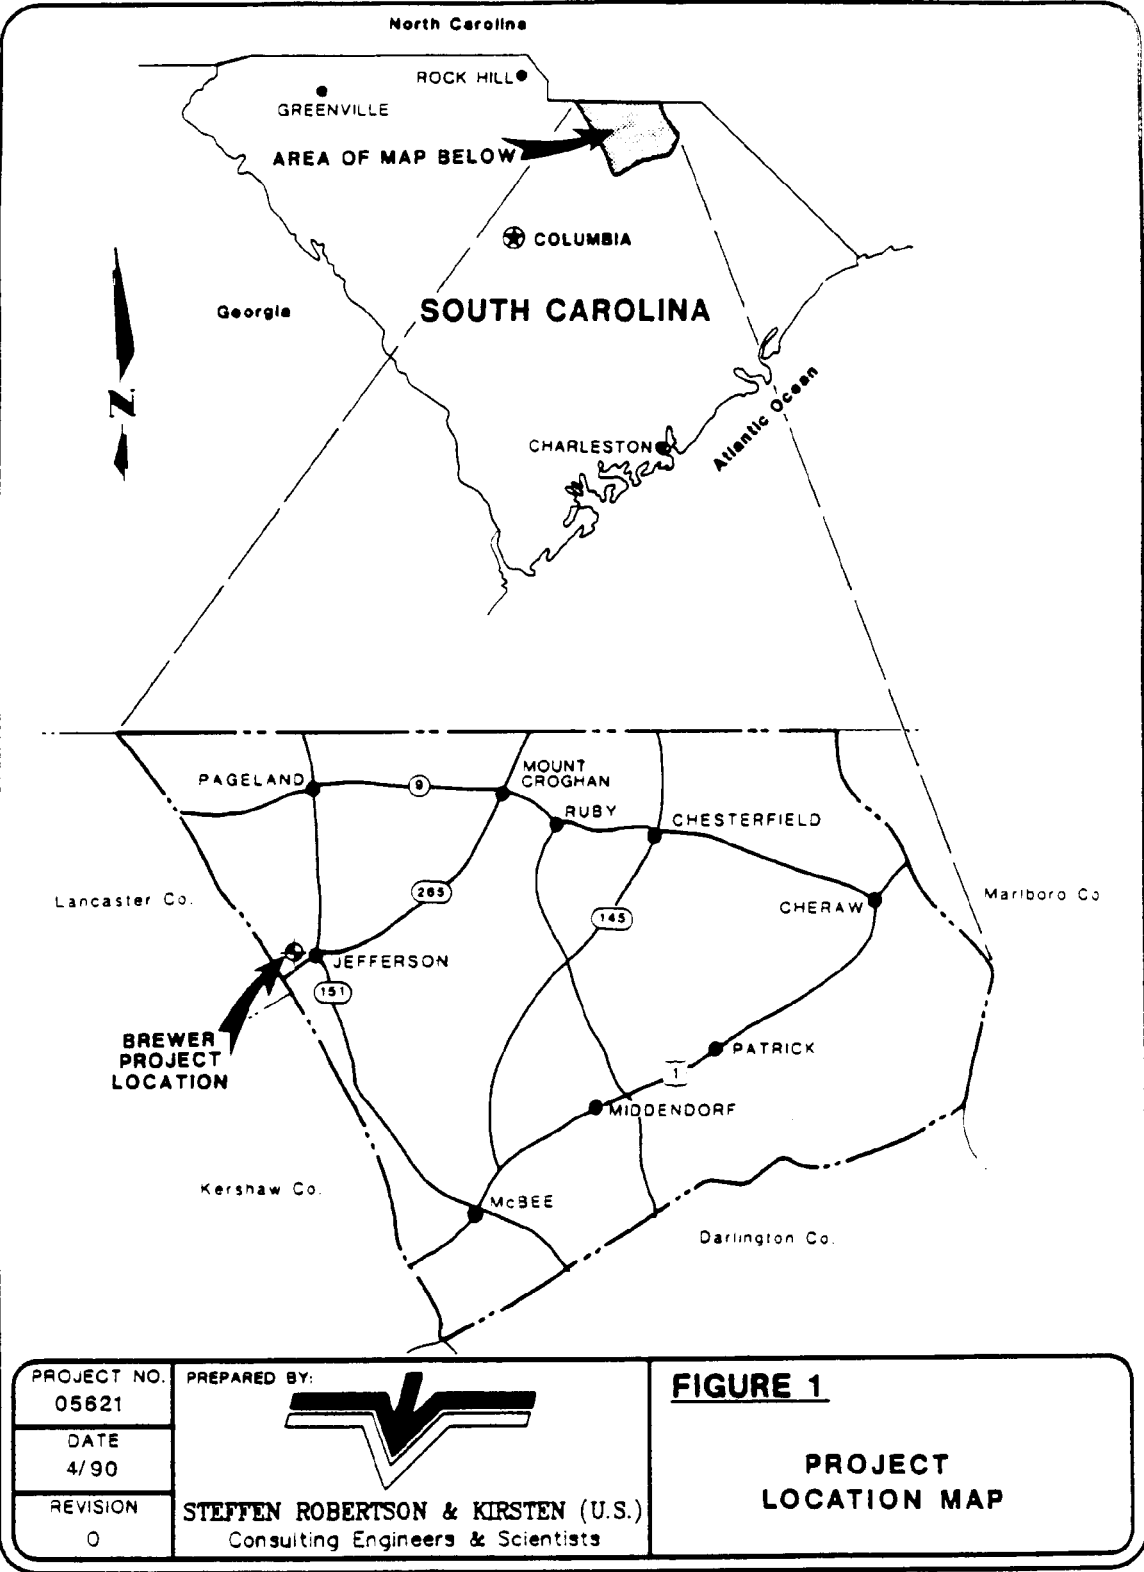 North Carolina
ROCK HILL
GREENVILLE
AREA OF MAP BELOW
COLUMBIA
Georgia
SOUTH CAROLINA
Z
Atlantic Ocean
CHARLESTON
PAGELAND
9
MOUNT
CROGHAN
RUBY
CHESTERFIELD
265
Lancaster Co.
145
CHERAW
Marlboro Co
JEFFERSON
151
BREWER
PROJECT
LOCATION
PATRICK
1
MIDDENDORF
Kershaw Co.
McBEE
Darlington Co.
PROJECT NO.
05621
DATE
4/90
REVISION
0
PREPARED BY:
STEFFEN ROBERTSON & KIRSTEN (U.S.)
Consulting Engineers & Scientists
FIGURE 1
PROJECT
LOCATION MAP